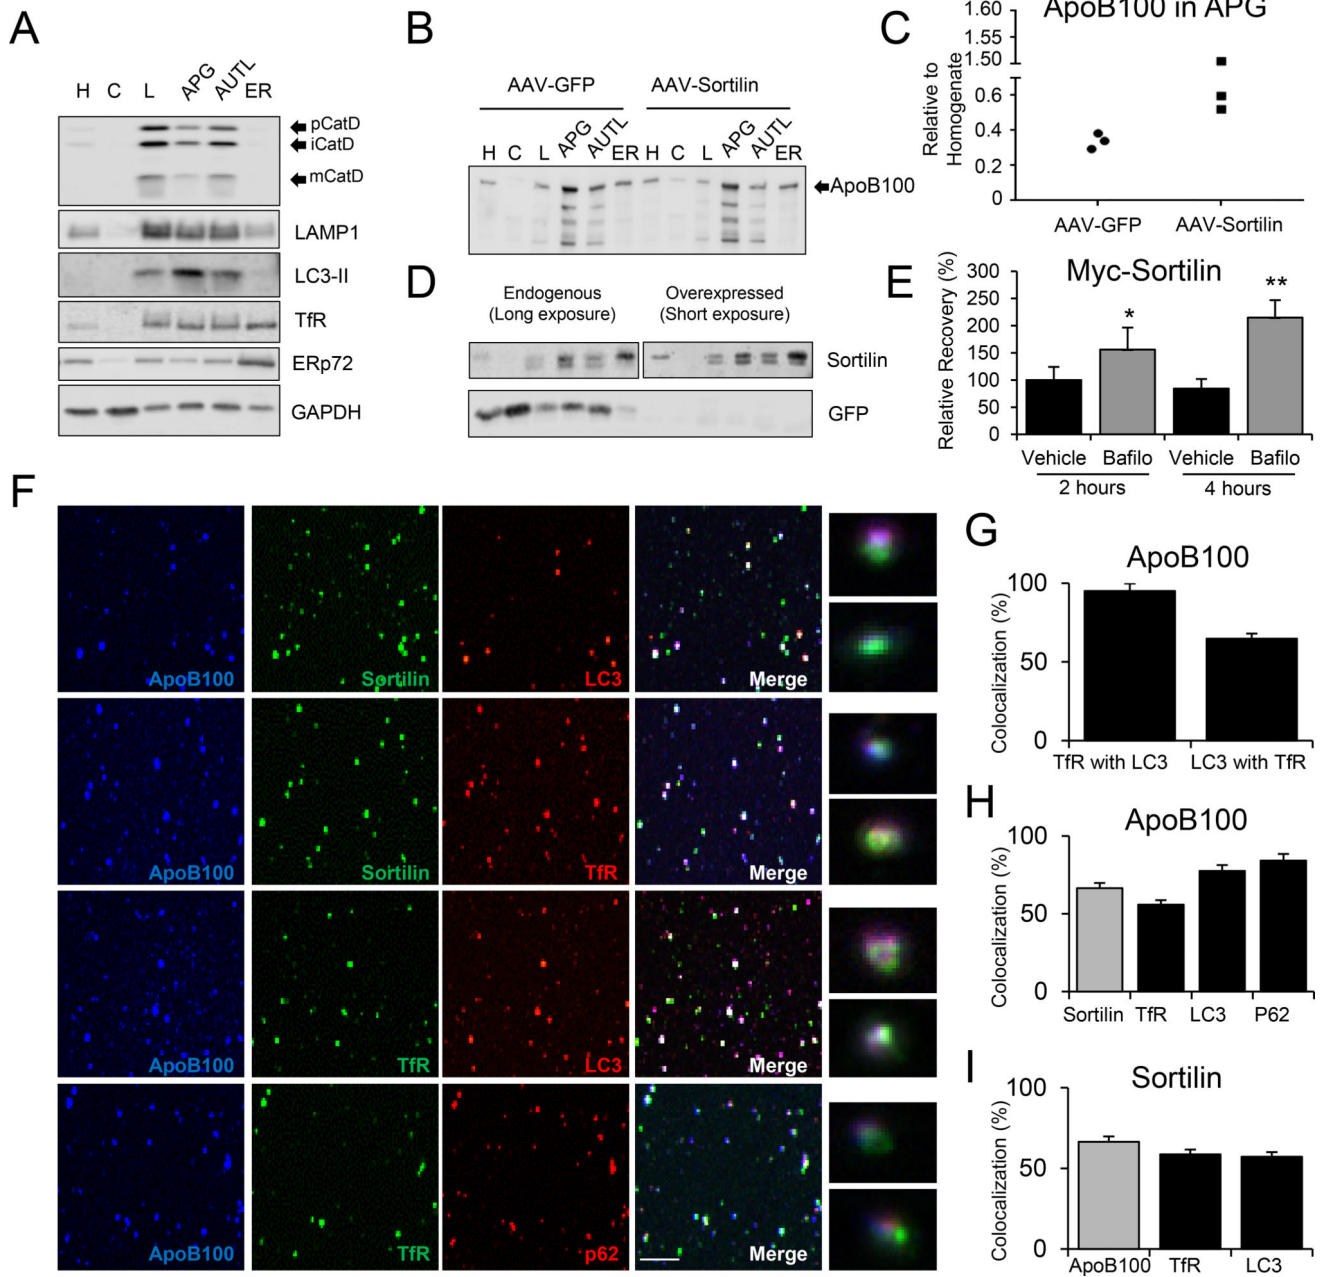 A
H C L APG AUTL ER
pCatD
iCatD
mCatD
LAMP1
LC3-II
TfR
ERp72
GAPDH
B
AAV-GFP AAV-Sortilin
H C L APG AUTL ER H C L APG AUTL ER
ApoB100
C
ApoB100 in APG
Relative to
Homogenate
1.60
1.55
1.50
0.6
0.4
0.2
0
AAV-GFP AAV-Sortilin
D
Endogenous
(Long exposure)
Overexpressed
(Short exposure)
Sortilin
GFP
E
Myc-Sortilin
Relative Recovery (%)
300
250
200
150
100
50
0
*
**
Vehicle Bafilo Vehicle Bafilo
2 hours 4 hours
F
ApoB100 Sortilin LC3 Merge
ApoB100 Sortilin TfR Merge
ApoB100 TfR LC3 Merge
ApoB100 TfR p62 Merge
G
ApoB100
Colocalization (%)
100
50
0
TfR with LC3 LC3 with TfR
H
ApoB100
Colocalization (%)
100
50
0
Sortilin TfR LC3 P62
I
Sortilin
Colocalization (%)
100
50
0
ApoB100 TfR LC3